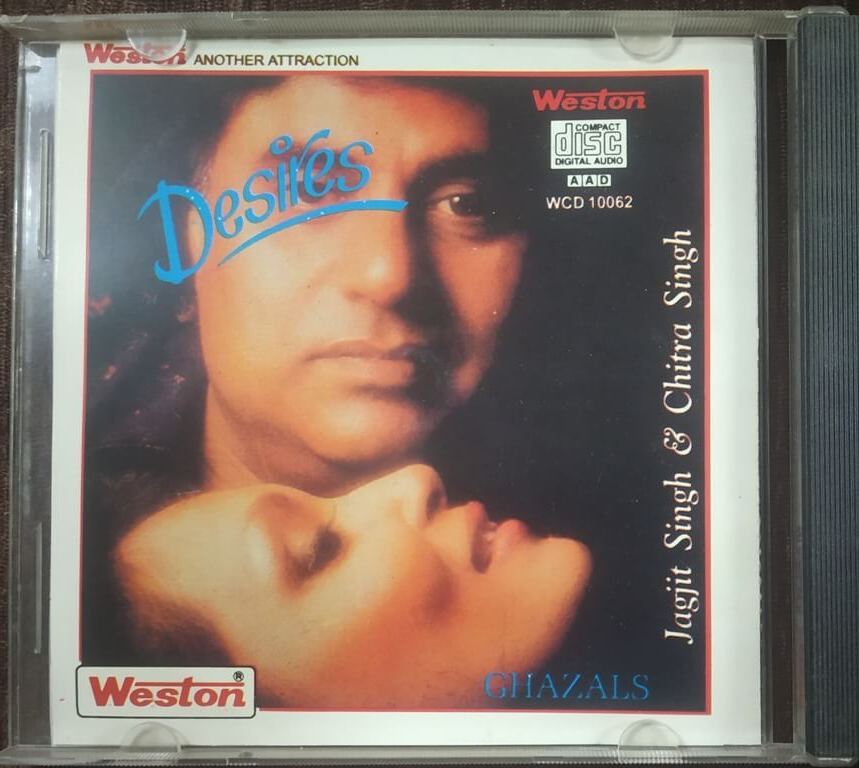 Weston ANOTHER ATTRACTION
Weston
COMPACT
disc
DIGITAL AUDIO
AAD
WCD 10062
Desires
Jagjit Singh & Chitra Singh
GHAZALS
Weston®